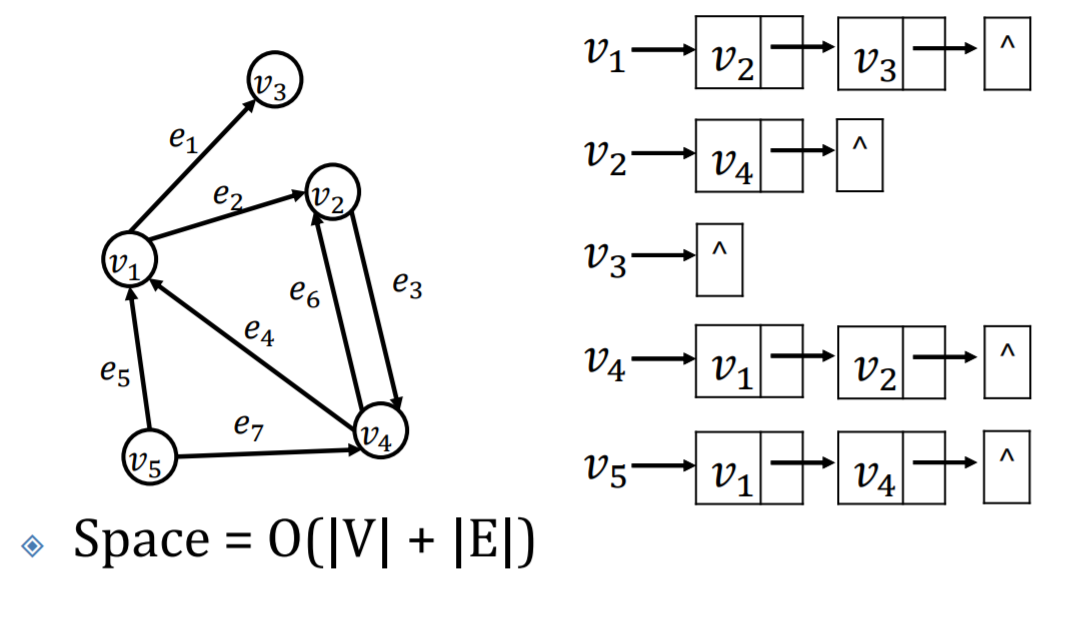 v₃
e₁
e₂
v₂
v₁
e₆
e₃
e₄
e₅
e₇
v₄
v₅
v₁ v₂ v₃ ^
v₂ v₄ ^
v₃ ^
v₄ v₁ v₂ ^
v₅ v₁ v₄ ^
Space = O(|V| + |E|)